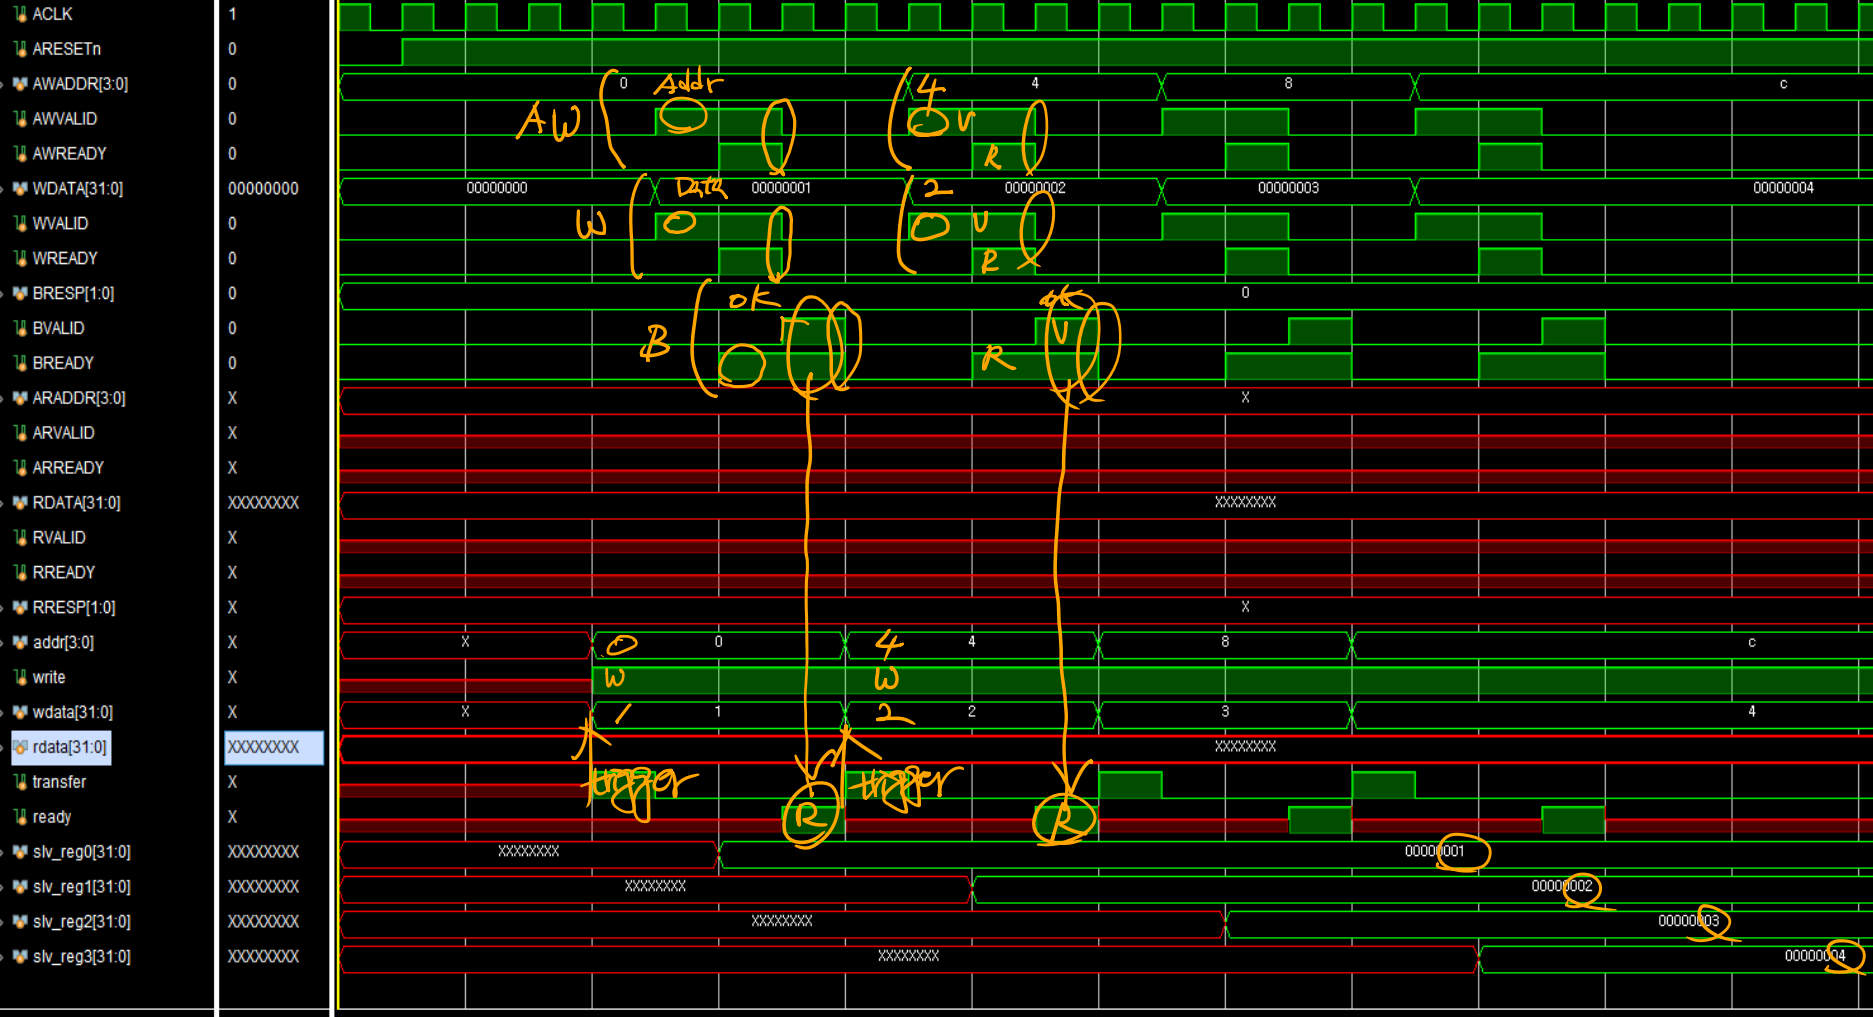 ACLK 1
ARESETn 0
AWADDR[3:0] 0 0 Addr 4 4 8 c
AWVALID 0 AW V
AWREADY 0 R
WDATA[31:0] 00000000 00000000 Data 00000001 2 00000002 00000003 00000004
WVALID 0 W V
WREADY 0 R
BRESP[1:0] 0 ok ok 0
BVALID 0 B V
BREADY 0 R
ARADDR[3:0] X X
ARVALID X
ARREADY X
RDATA[31:0] XXXXXXXX XXXXXXXX
RVALID X
RREADY X
RRESP[1:0] X X
addr[3:0] X X 0 0 4 4 8 c
write X W W
wdata[31:0] X X 1 1 2 2 3 4
rdata[31:0] XXXXXXXX XXXXXXXX
transfer X trigger trigger
ready X R R
slv_reg0[31:0] XXXXXXXX XXXXXXXX 00000001
slv_reg1[31:0] XXXXXXXX XXXXXXXX 00000002
slv_reg2[31:0] XXXXXXXX XXXXXXXX 00000003
slv_reg3[31:0] XXXXXXXX XXXXXXXX 00000004